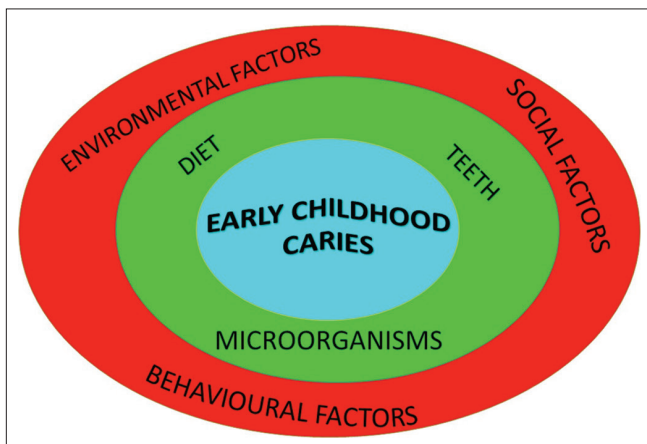 ENVIRONMENTAL FACTORS
SOCIAL FACTORS
DIET
TEETH
EARLY CHILDHOOD
CARIES
MICROORGANISMS
BEHAVIOURAL FACTORS